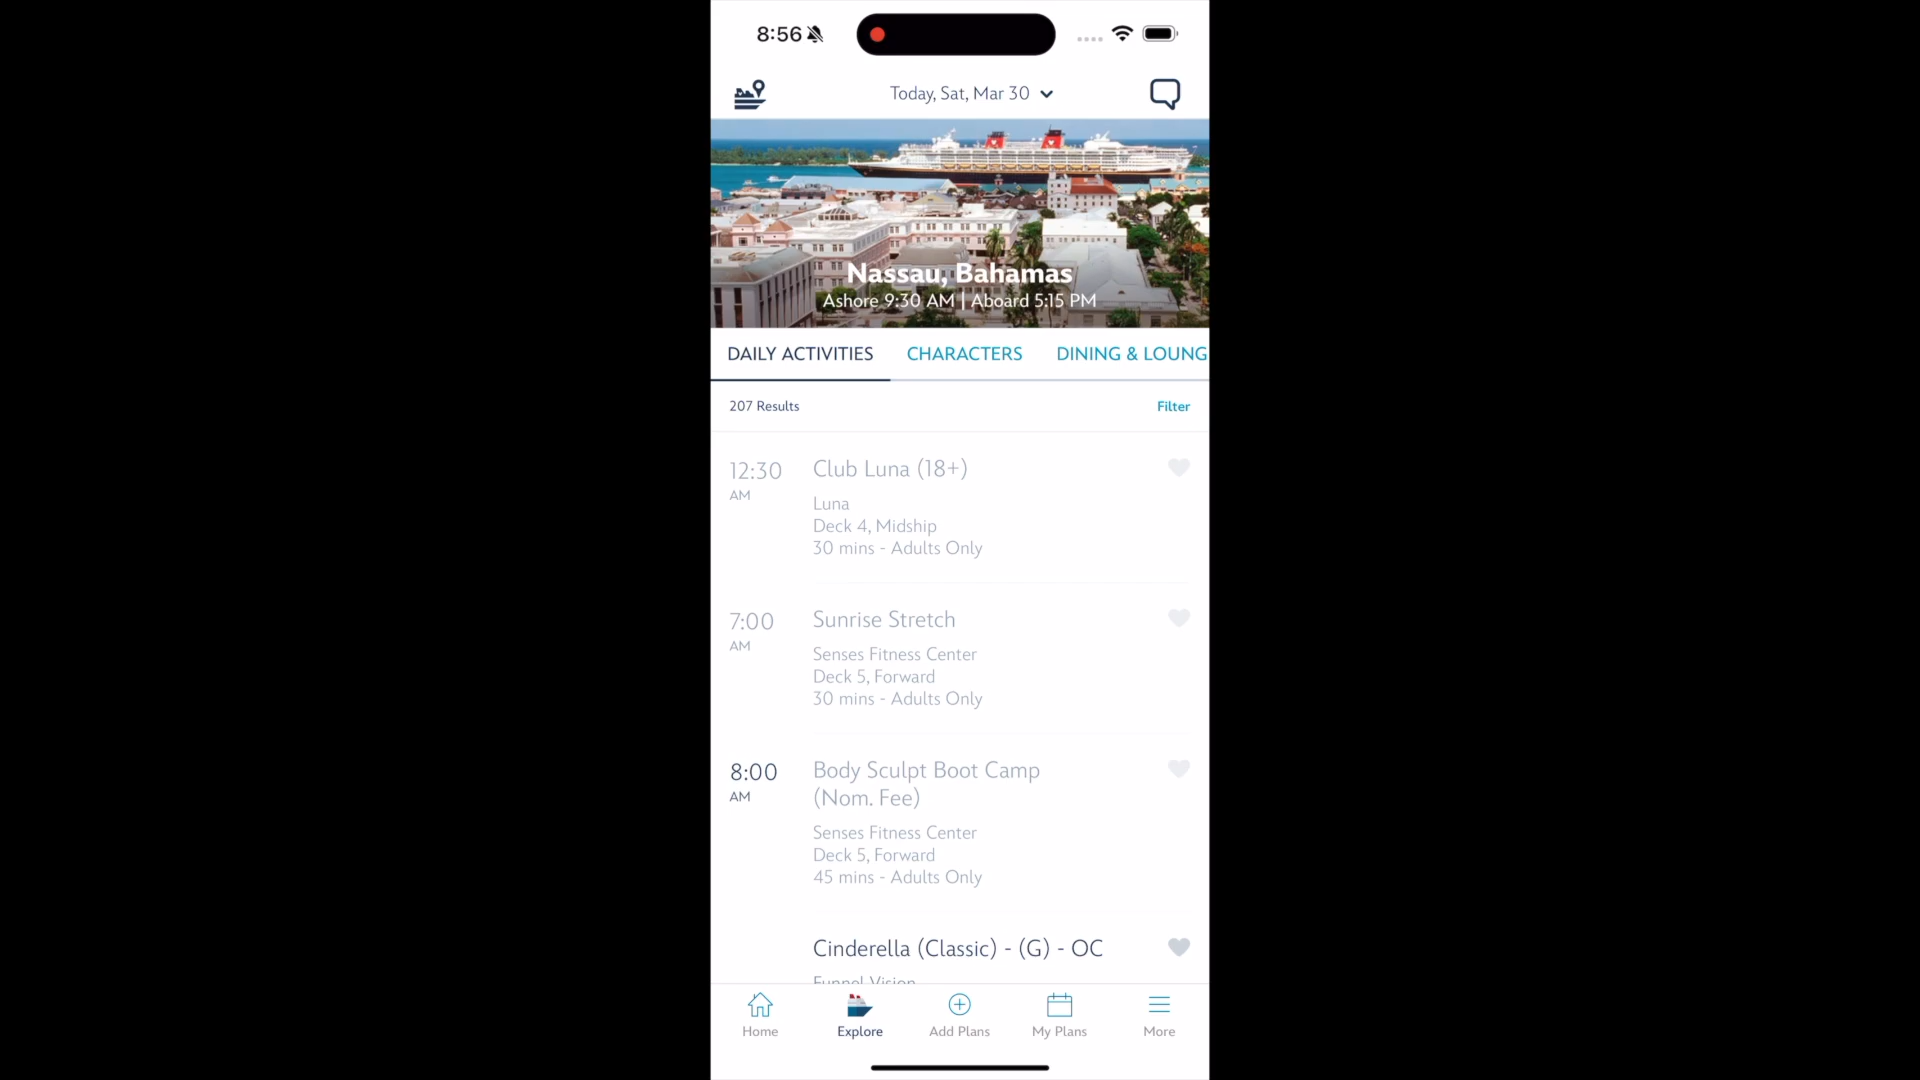 8:56
Today, Sat, Mar 30
Nassau, Bahamas
Ashore 9:30 AM | Aboard 5:15 PM
DAILY ACTIVITIES CHARACTERS DINING & LOUNG
207 Results Filter
12:30 AM
Club Luna (18+)
Luna
Deck 4, Midship
30 mins - Adults Only
7:00 AM
Sunrise Stretch
Senses Fitness Center
Deck 5, Forward
30 mins - Adults Only
8:00 AM
Body Sculpt Boot Camp
(Nom. Fee)
Senses Fitness Center
Deck 5, Forward
45 mins - Adults Only
Cinderella (Classic) - (G) - OC
Funnel Vision
Home Explore Add Plans My Plans More